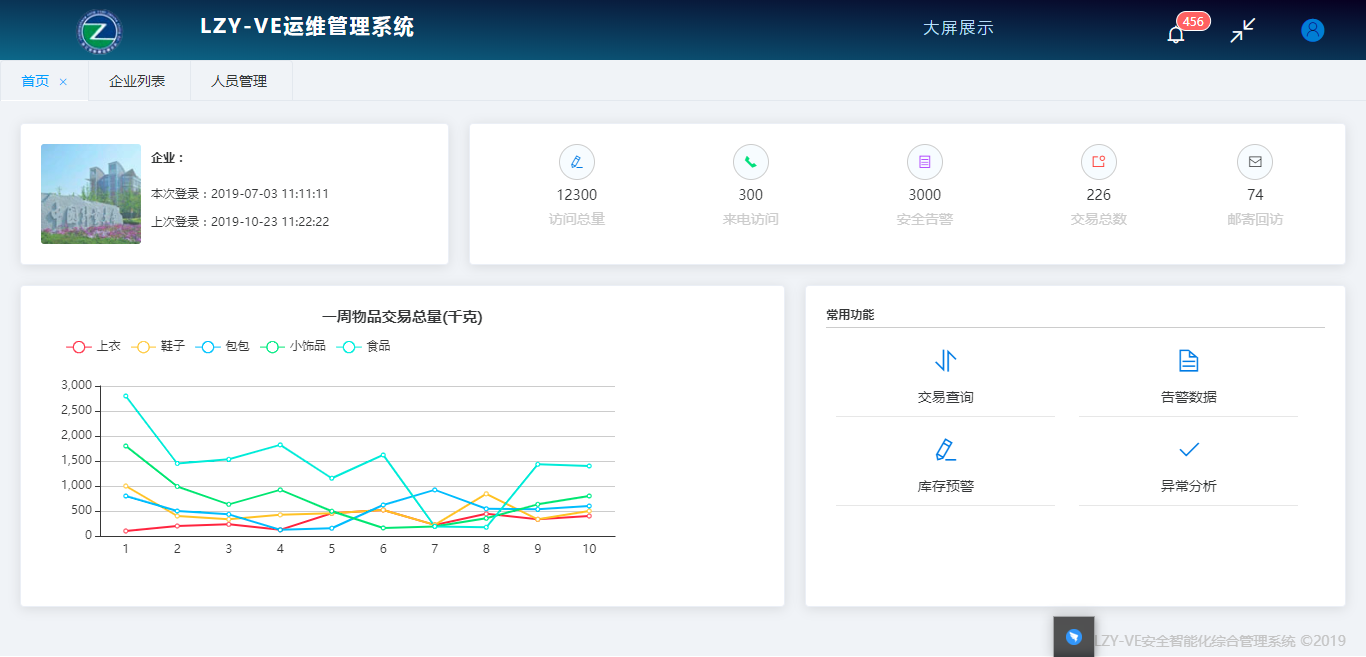 LZY-VE运维管理系统
大屏展示
456
首页 ×
企业列表
人员管理
企业：
本次登录：2019-07-03 11:11:11
上次登录：2019-10-23 11:22:22
12300
访问总量
300
来电访问
3000
安全告警
226
交易总数
74
邮寄回访
一周物品交易总量(千克)
上衣 鞋子 包包 小饰品 食品
3,000
2,500
2,000
1,500
1,000
500
0
1 2 3 4 5 6 7 8 9 10
常用功能
交易查询
告警数据
库存预警
异常分析
LZY-VE安全智能化综合管理系统 ©2019